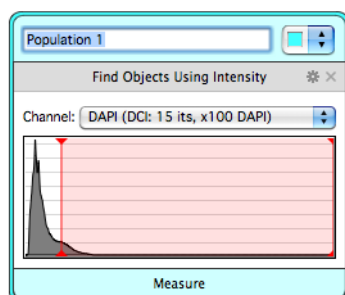 Population 1
Find Objects Using Intensity
Channel: DAPI (DCI: 15 its, x100 DAPI)
Measure